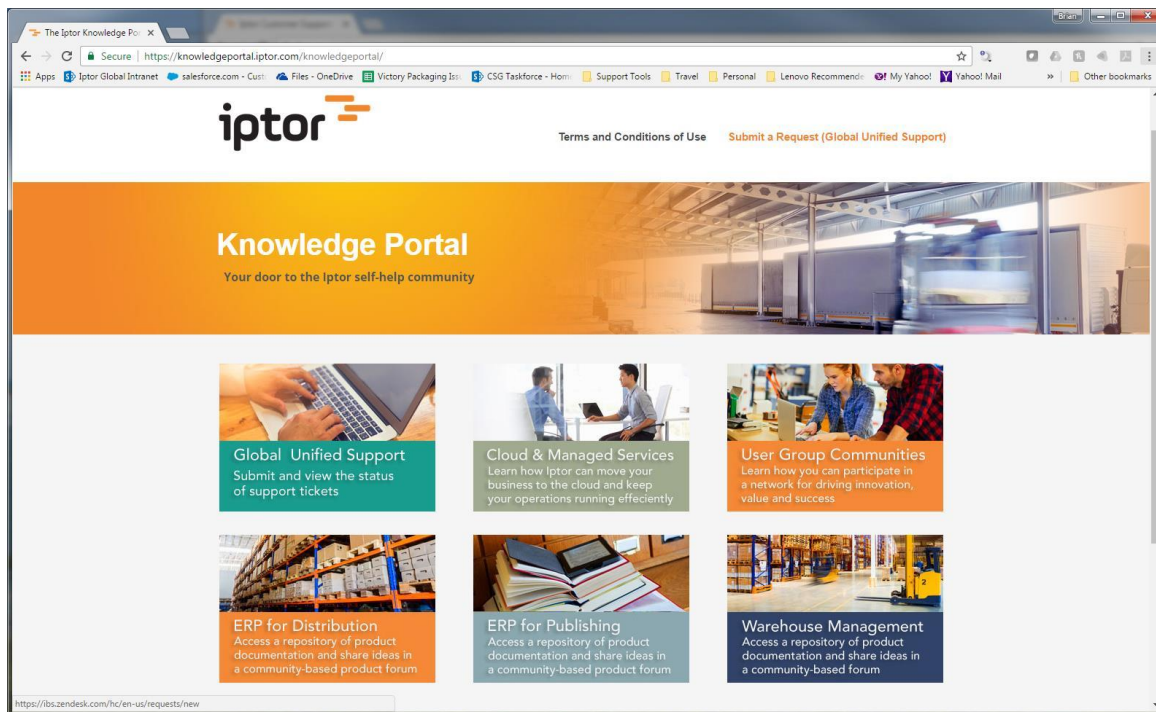 Brian
The Iptor Knowledge Por
Secure | https://knowledgeportal.iptor.com/knowledgeportal/
Apps Iptor Global Intranet salesforce.com - Cust Files - OneDrive Victory Packaging Iss CSG Taskforce - Hom Support Tools Travel Personal Lenovo Recommende My Yahoo! Yahoo! Mail » Other bookmarks
iptor
Terms and Conditions of Use Submit a Request (Global Unified Support)
Knowledge Portal
Your door to the Iptor self-help community
Global Unified Support
Submit and view the status
of support tickets
Cloud & Managed Services
Learn how Iptor can move your
business to the cloud and keep
your operations running effeciently
User Group Communities
Learn how you can participate in
a network for driving innovation,
value and success
ERP for Distribution
Access a repository of product
documentation and share ideas in
a community-based product forum
ERP for Publishing
Access a repository of product
documentation and share ideas in
a community-based product forum
2
Warehouse Management
Access a repository of product
documentation and share ideas in
a community-based forum
https://ibs.zendesk.com/hc/en-us/requests/new